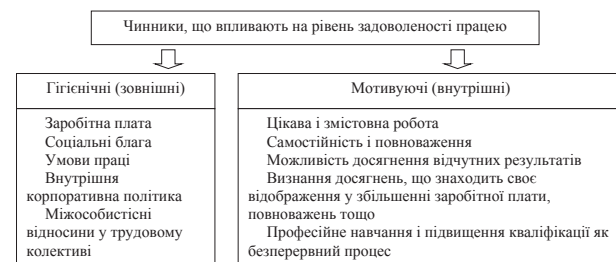 Чинники, що впливають на рівень задоволеності працею
Гігієнічні (зовнішні)
Заробітна плата
Соціальні блага
Умови праці
Внутрішня
корпоративна політика
Міжособистісні
відносини у трудовому
колективі
Мотивуючі (внутрішні)
Цікава і змістовна робота
Самостійність і повноваження
Можливість досягнення відчутних результатів
Визнання досягнень, що знаходить своє
відображення у збільшенні заробітної плати,
повноважень тощо
Професійне навчання і підвищення кваліфікації як
безперервний процес